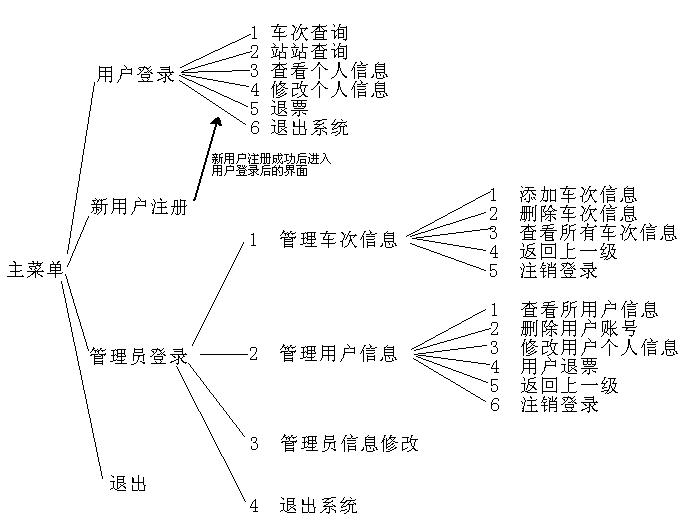 主菜单
用户登录
1 车次查询
2 站站查询
3 查看个人信息
4 修改个人信息
5 退票
6 退出系统
新用户注册成功后进入
用户登录后的界面
新用户注册
管理员登录
1 管理车次信息
1 添加车次信息
2 删除车次信息
3 查看所有车次信息
4 返回上一级
5 注销登录
2 管理用户信息
1 查看所用户信息
2 删除用户账号
3 修改用户个人信息
4 用户退票
5 返回上一级
6 注销登录
3 管理员信息修改
4 退出系统
退出